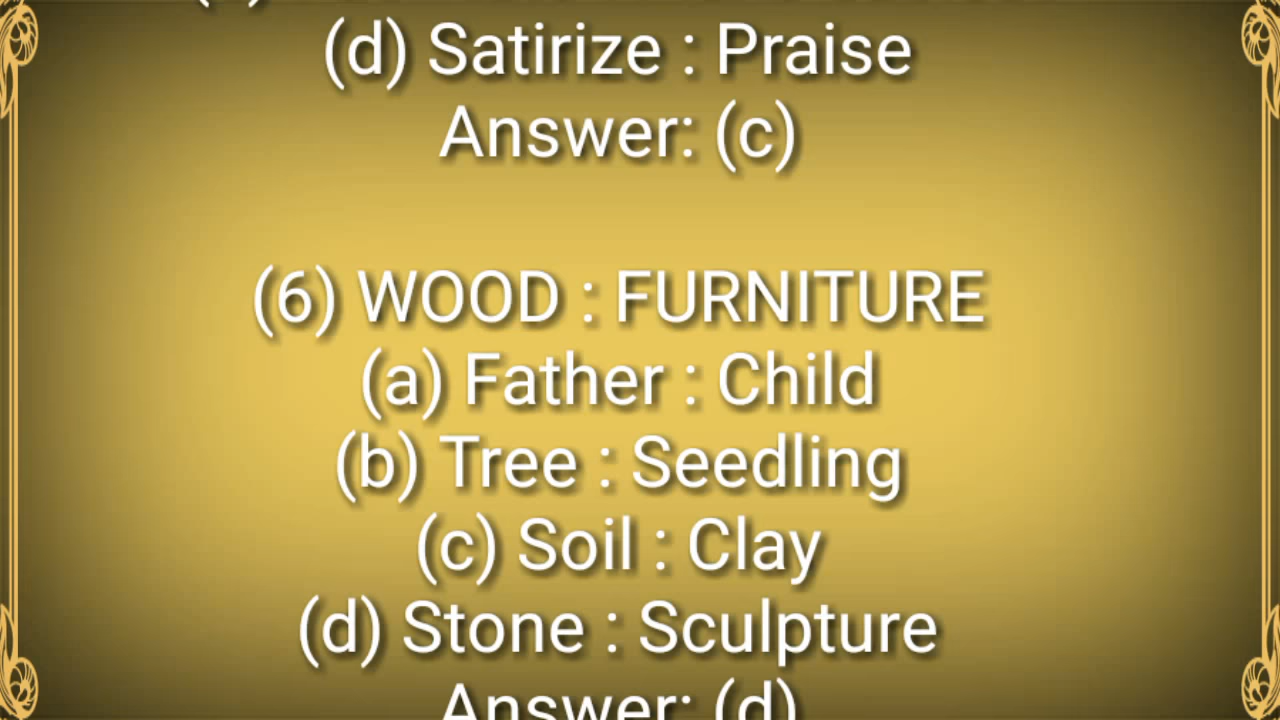 (d) Satirize : Praise
Answer: (c)
(6) WOOD : FURNITURE
(a) Father : Child
(b) Tree : Seedling
(c) Soil : Clay
(d) Stone : Sculpture
Answer: (d)